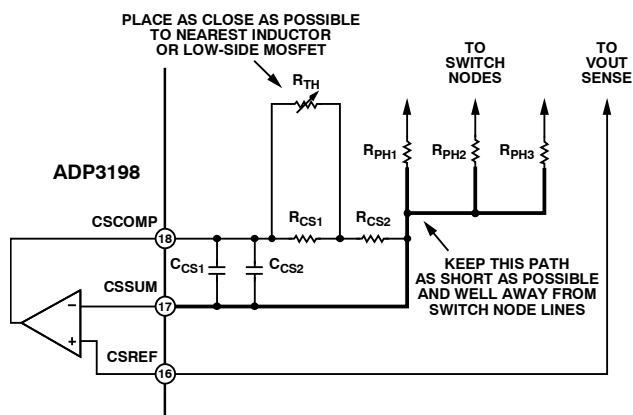 PLACE AS CLOSE AS POSSIBLE
TO NEAREST INDUCTOR
OR LOW-SIDE MOSFET
TO
SWITCH
NODES
TO
VOUT
SENSE
RTH
RPH1
RPH2
RPH3
ADP3198
CSCOMP
18
RCS1
RCS2
CCS1
CCS2
KEEP THIS PATH
AS SHORT AS POSSIBLE
AND WELL AWAY FROM
SWITCH NODE LINES
CSSUM
17
–
+
CSREF
16